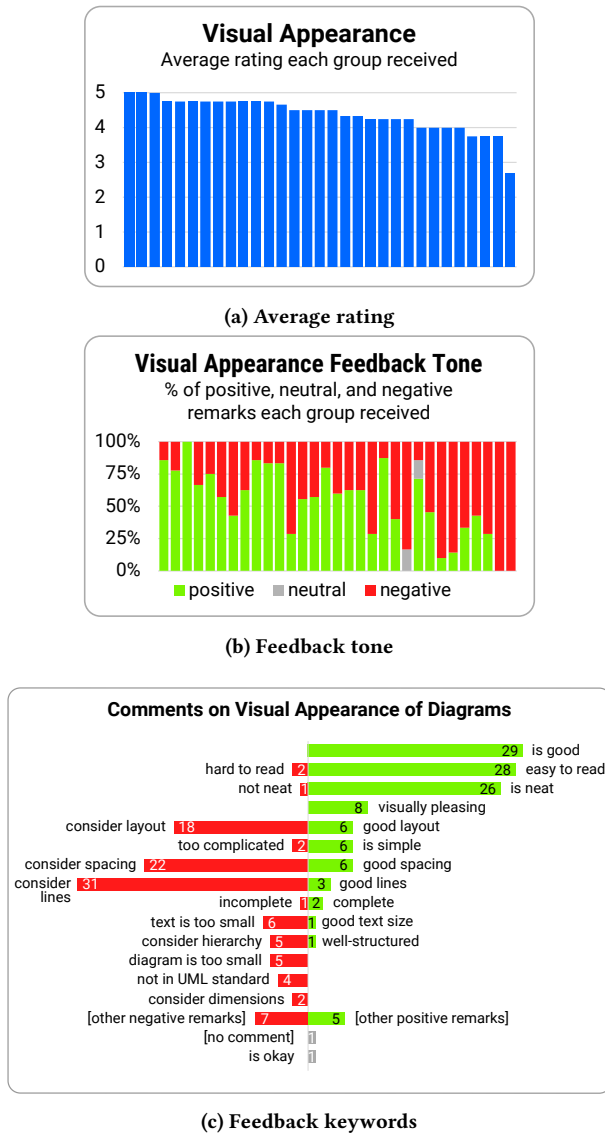 Visual Appearance
Average rating each group received
5
4
3
2
1
0
(a) Average rating
Visual Appearance Feedback Tone
% of positive, neutral, and negative
remarks each group received
100%
75%
50%
25%
0%
positive neutral negative
(b) Feedback tone
Comments on Visual Appearance of Diagrams
29 is good
hard to read 2 28 easy to read
not neat 1 26 is neat
8 visually pleasing
consider layout 18 6 good layout
too complicated 2 6 is simple
consider spacing 22 6 good spacing
consider lines 31 3 good lines
incomplete 1 2 complete
text is too small 6 1 good text size
consider hierarchy 5 1 well-structured
diagram is too small 5
not in UML standard 4
consider dimensions 2
[other negative remarks] 7 5 [other positive remarks]
[no comment] 1
is okay 1
(c) Feedback keywords